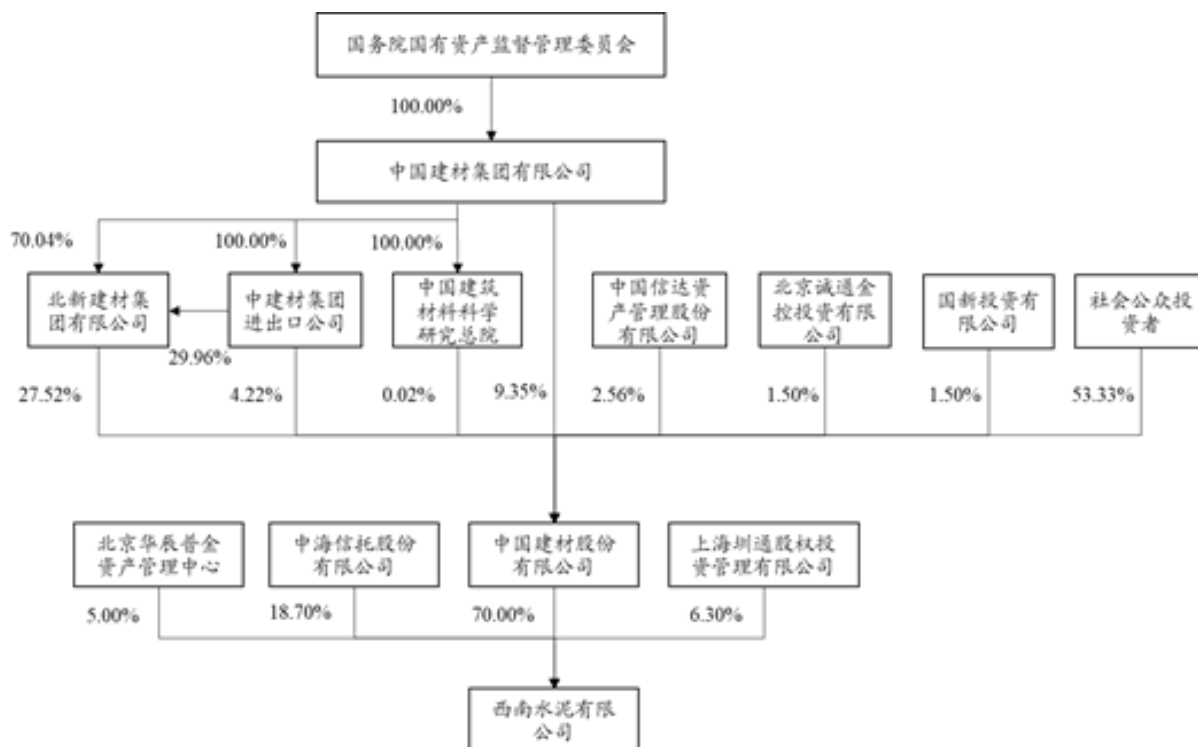 国务院国有资产监督管理委员会
100.00%
中国建材集团有限公司
70.04%
100.00%
100.00%
北新建材集
团有限公司
中建材集团
进出口公司
中国建筑
材料科学
研究总院
中国信达资
产管理股份
有限公司
北京诚通金
控投资有限
公司
国新投资有
限公司
社会公众投
资者
29.96%
27.52%
4.22%
0.02%
9.35%
2.56%
1.50%
1.50%
53.33%
北京华辰普金
资产管理中心
中海信托股份
有限公司
中国建材股份
有限公司
上海圳通股权投
资管理有限公司
5.00%
18.70%
70.00%
6.30%
西南水泥有限
公司